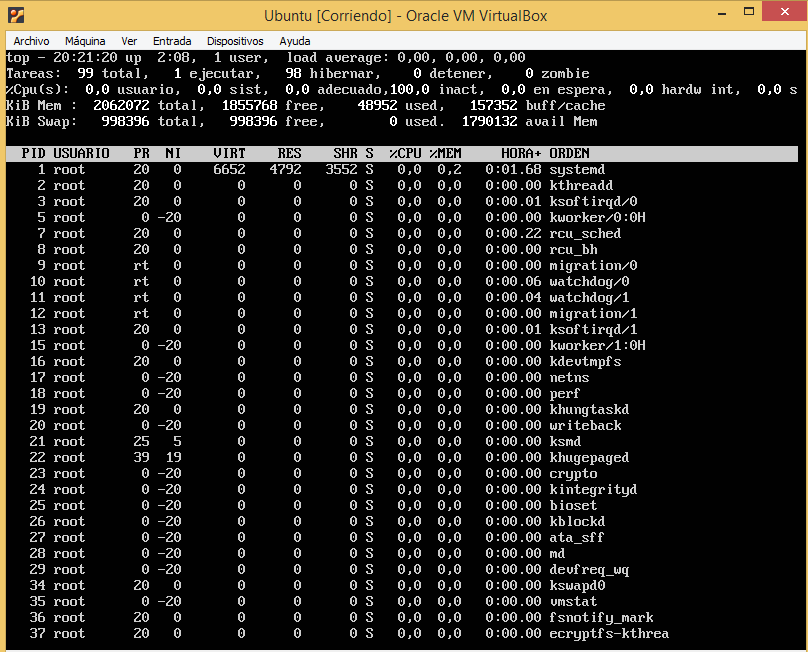 Ubuntu [Corriendo] - Oracle VM VirtualBox
Archivo Máquina Ver Entrada Dispositivos Ayuda
top - 20:21:20 up  2:08,  1 user,  load average: 0,00, 0,00, 0,00
Tareas:  99 total,   1 ejecutar,  98 hibernar,   0 detener,   0 zombie
%Cpu(s):  0,0 usuario,  0,0 sist,  0,0 adecuado,100,0 inact,  0,0 en espera,  0,0 hardw int,  0,0 s
KiB Mem :  2062072 total,  1855768 free,    48952 used,   157352 buff/cache
KiB Swap:   998396 total,   998396 free,        0 used.  1790132 avail Mem
PID USUARIO   PR  NI    VIRT    RES    SHR S  %CPU %MEM     HORA+ ORDEN
1 root      20   0    6652   4792   3552 S   0,0  0,2   0:01.68 systemd
2 root      20   0       0      0      0 S   0,0  0,0   0:00.00 kthreadd
3 root      20   0       0      0      0 S   0,0  0,0   0:00.01 ksoftirqd/0
5 root       0 -20       0      0      0 S   0,0  0,0   0:00.00 kworker/0:0H
7 root      20   0       0      0      0 S   0,0  0,0   0:00.22 rcu_sched
8 root      20   0       0      0      0 S   0,0  0,0   0:00.00 rcu_bh
9 root      rt   0       0      0      0 S   0,0  0,0   0:00.00 migration/0
10 root      rt   0       0      0      0 S   0,0  0,0   0:00.06 watchdog/0
11 root      rt   0       0      0      0 S   0,0  0,0   0:00.04 watchdog/1
12 root      rt   0       0      0      0 S   0,0  0,0   0:00.00 migration/1
13 root      20   0       0      0      0 S   0,0  0,0   0:00.01 ksoftirqd/1
15 root       0 -20       0      0      0 S   0,0  0,0   0:00.00 kworker/1:0H
16 root      20   0       0      0      0 S   0,0  0,0   0:00.00 kdevtmpfs
17 root       0 -20       0      0      0 S   0,0  0,0   0:00.00 netns
18 root       0 -20       0      0      0 S   0,0  0,0   0:00.00 perf
19 root      20   0       0      0      0 S   0,0  0,0   0:00.00 khungtaskd
20 root       0 -20       0      0      0 S   0,0  0,0   0:00.00 writeback
21 root      25   5       0      0      0 S   0,0  0,0   0:00.00 ksmd
22 root      39  19       0      0      0 S   0,0  0,0   0:00.00 khugepaged
23 root       0 -20       0      0      0 S   0,0  0,0   0:00.00 crypto
24 root       0 -20       0      0      0 S   0,0  0,0   0:00.00 kintegrityd
25 root       0 -20       0      0      0 S   0,0  0,0   0:00.00 bioset
26 root       0 -20       0      0      0 S   0,0  0,0   0:00.00 kblockd
27 root       0 -20       0      0      0 S   0,0  0,0   0:00.00 ata_sff
28 root       0 -20       0      0      0 S   0,0  0,0   0:00.00 md
29 root       0 -20       0      0      0 S   0,0  0,0   0:00.00 devfreq_wq
34 root      20   0       0      0      0 S   0,0  0,0   0:00.00 kswapd0
35 root       0 -20       0      0      0 S   0,0  0,0   0:00.00 vmstat
36 root      20   0       0      0      0 S   0,0  0,0   0:00.00 fsnotify_mark
37 root      20   0       0      0      0 S   0,0  0,0   0:00.00 ecryptfs-kthrea